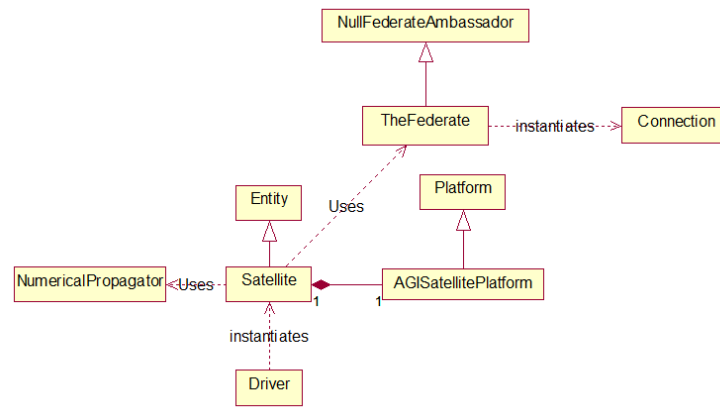 NullFederateAmbassador
TheFederate
instantiates
Connection
Platform
Entity
Uses
NumericalPropagator
Uses
Satellite
1
1
AGISatellitePlatform
instantiates
Driver